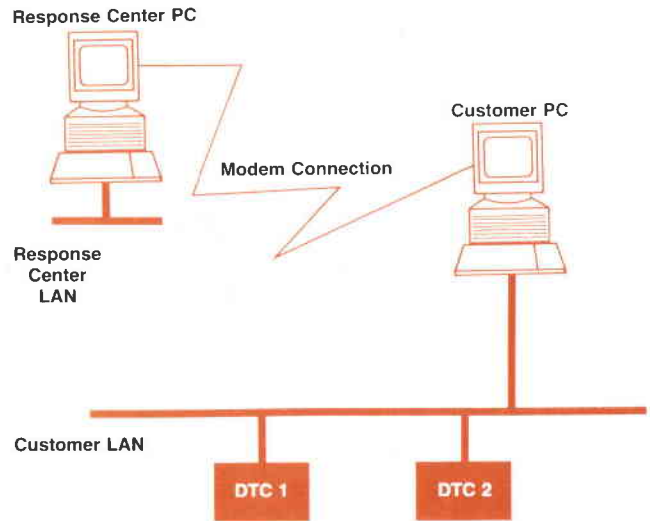 Response Center PC
Customer PC
Modem Connection
Response
Center
LAN
Customer LAN
DTC 1
DTC 2